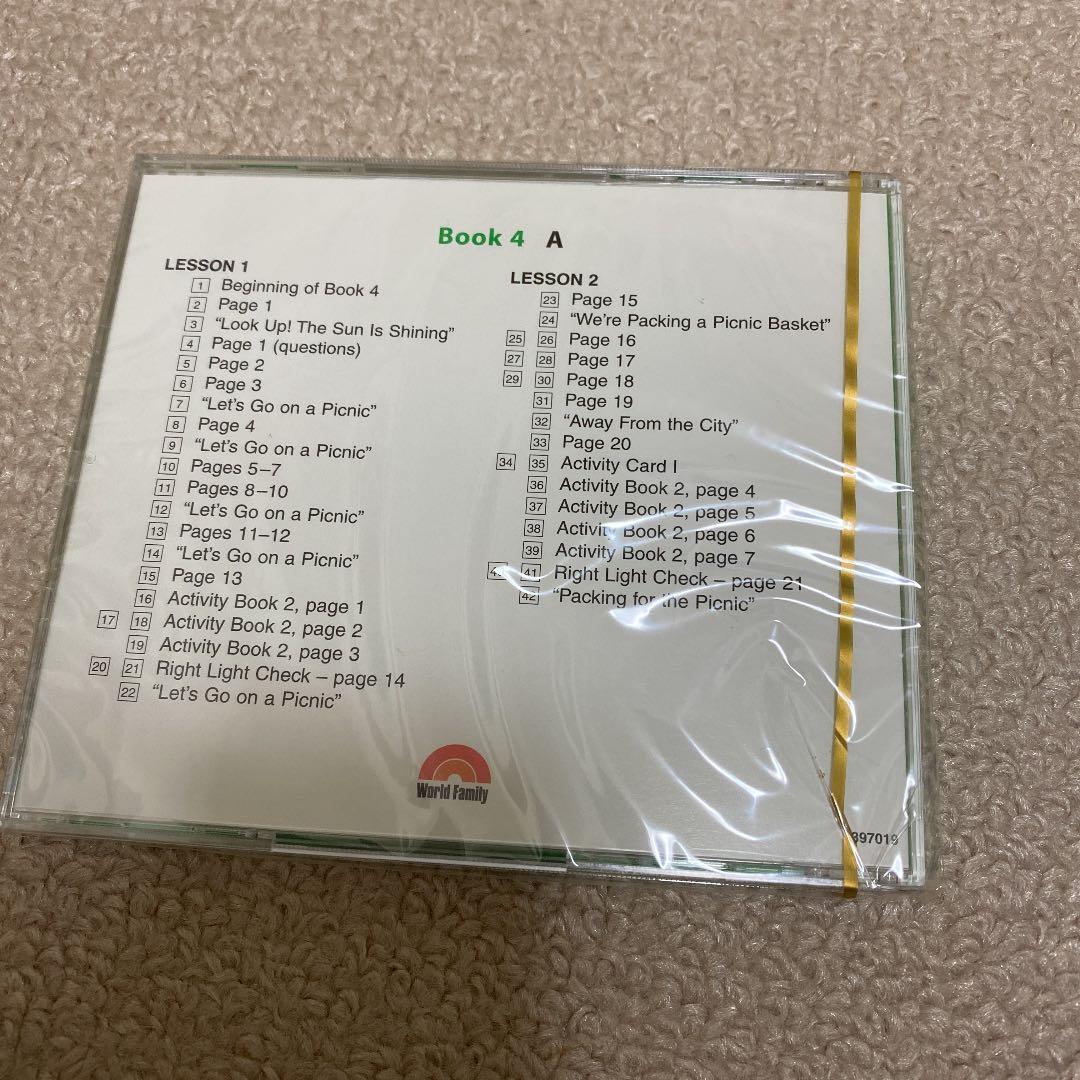 Book 4 A
LESSON 1
1 Beginning of Book 4
2 Page 1
3 “Look Up! The Sun Is Shining”
4 Page 1 (questions)
5 Page 2
6 Page 3
7 “Let’s Go on a Picnic”
8 Page 4
9 “Let’s Go on a Picnic”
10 Pages 5–7
11 Pages 8–10
12 “Let’s Go on a Picnic”
13 Pages 11–12
14 “Let’s Go on a Picnic”
15 Page 13
16 Activity Book 2, page 1
17 18 Activity Book 2, page 2
19 Activity Book 2, page 3
20 21 Right Light Check – page 14
22 “Let’s Go on a Picnic”
LESSON 2
23 Page 15
24 “We’re Packing a Picnic Basket”
25 26 Page 16
27 28 Page 17
29 30 Page 18
31 Page 19
32 “Away From the City”
33 Page 20
34 35 Activity Card I
36 Activity Book 2, page 4
37 Activity Book 2, page 5
38 Activity Book 2, page 6
39 Activity Book 2, page 7
41 Right Light Check – page 21
42 “Packing for the Picnic”
World Family
397019